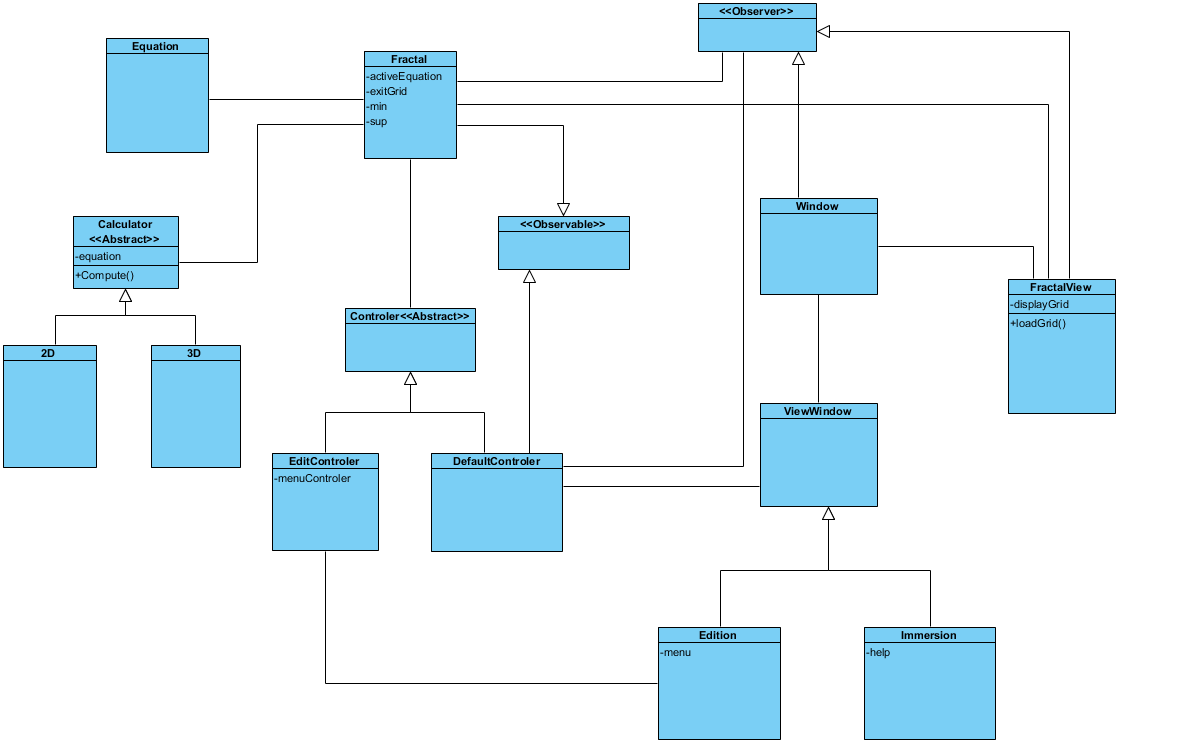 <<Observer>>
Equation
Fractal
-activeEquation
-exitGrid
-min
-sup
Calculator
<<Abstract>>
-equation
+Compute()
<<Observable>>
Window
FractalView
-displayGrid
+loadGrid()
Controler<<Abstract>>
2D
3D
ViewWindow
EditControler
-menuControler
DefaultControler
Edition
-menu
Immersion
-help